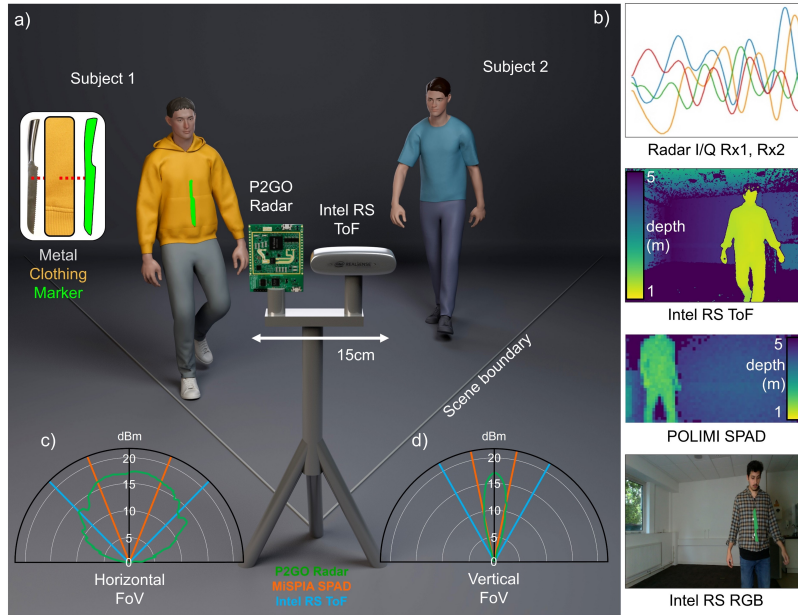 a)
Subject 1
Subject 2
P2GO
Radar
Intel RS
ToF
Metal
Clothing
Marker
15cm
Scene boundary
c)
dBm
20
15
10
5
0
Horizontal
FoV
P2GO Radar
MiSPIA SPAD
Intel RS ToF
d)
dBm
20
15
10
5
0
Vertical
FoV
b)
Radar I/Q Rx1, Rx2
5
depth
(m)
1
Intel RS ToF
5
depth
(m)
1
POLIMI SPAD
Intel RS RGB